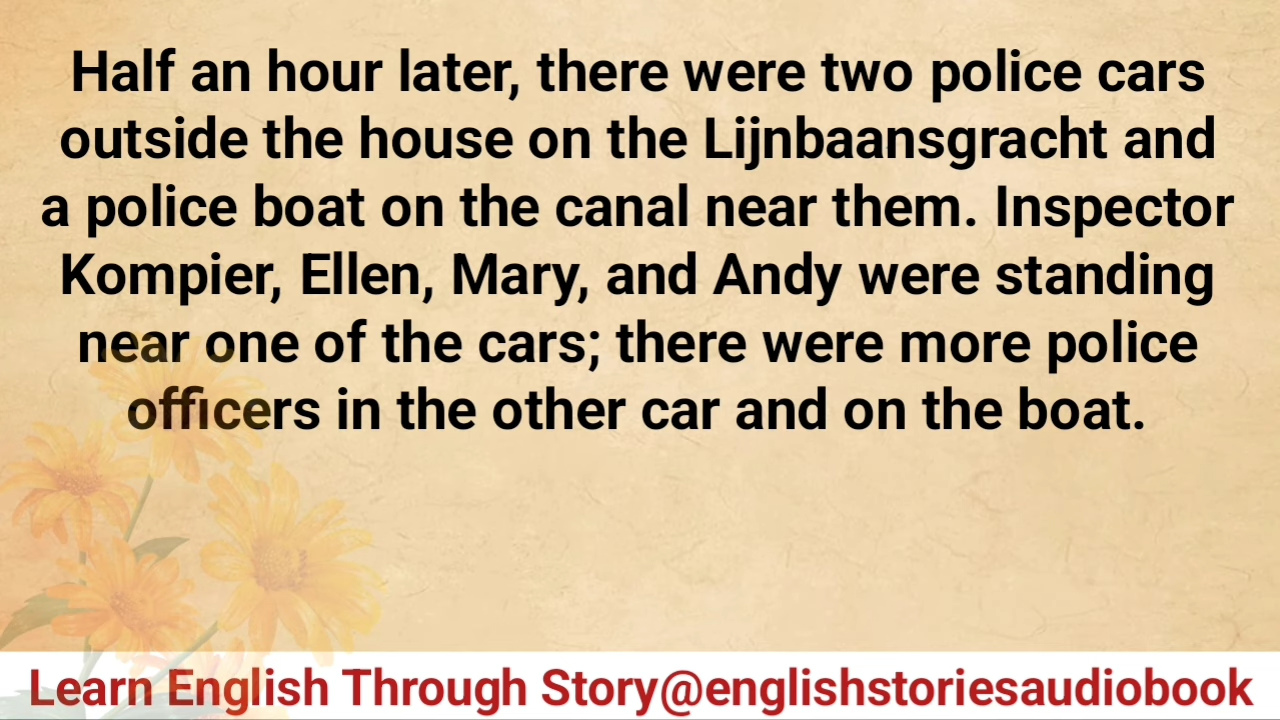 Half an hour later, there were two police cars
outside the house on the Lijnbaansgracht and
a police boat on the canal near them. Inspector
Kompier, Ellen, Mary, and Andy were standing
near one of the cars; there were more police
officers in the other car and on the boat.
Learn English Through Story@englishstoriesaudiobook